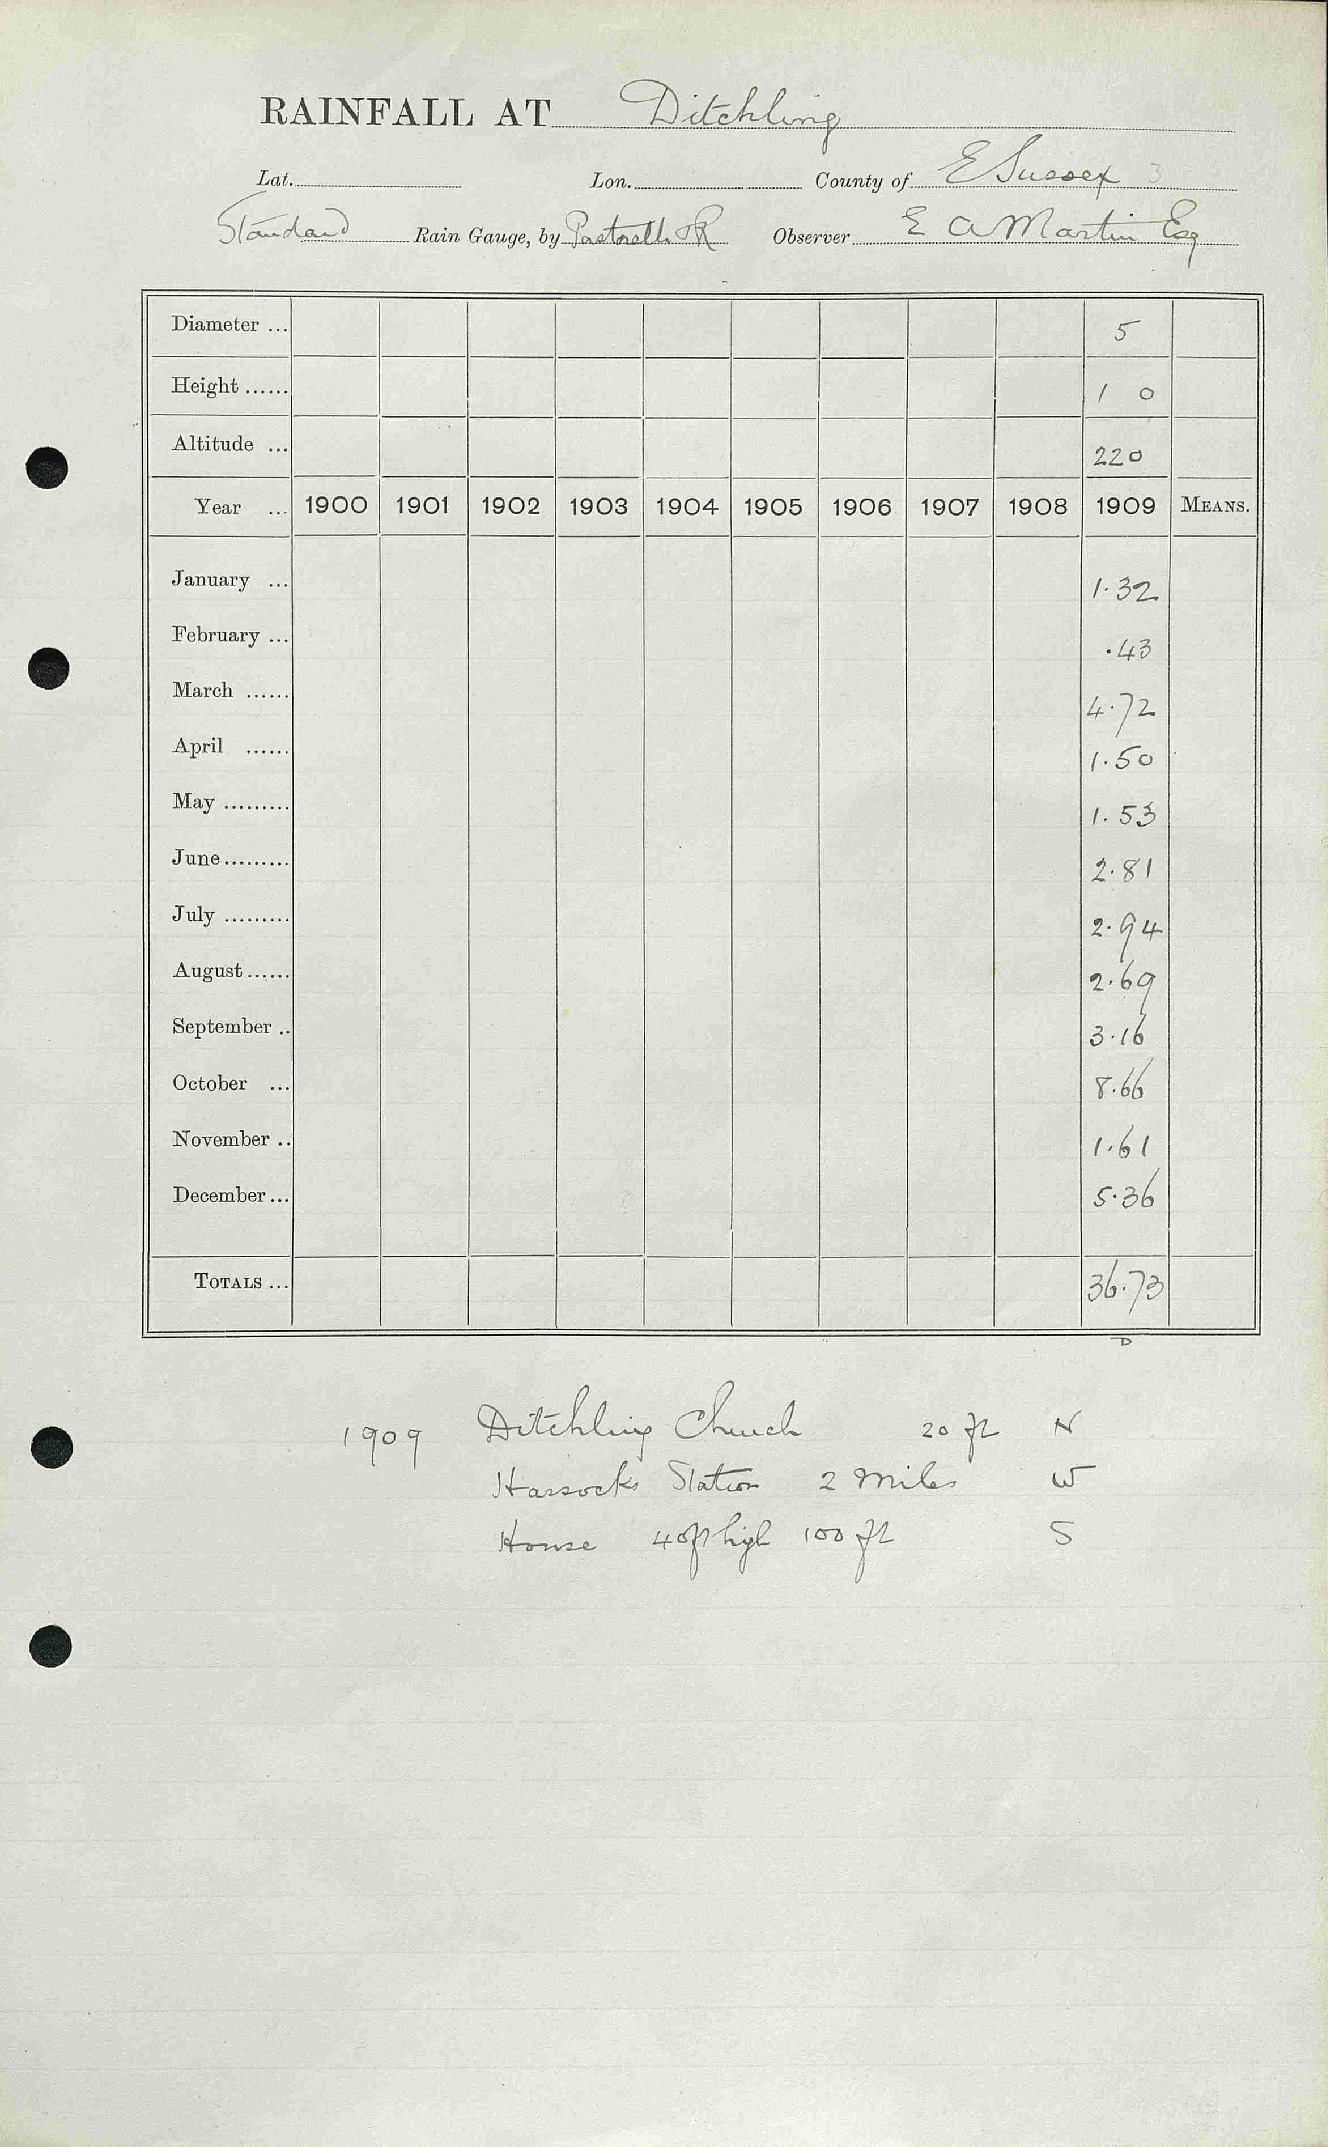 RAINFALL AT Ditchling
Lat. Lon. County of E Sussex
Standard Rain Gauge, by Pastorelli & R Observer E A Martin Esq
Diameter ... 5
Height ...... 1 0
Altitude ... 220
Year ... 1900 1901 1902 1903 1904 1905 1906 1907 1908 1909 MEANS.
January ... 1.32
February ... .43
March ...... 4.72
April ...... 1.50
May ......... 1.53
June ......... 2.81
July ......... 2.94
August ...... 2.69
September .. 3.16
October ... 8.66
November .. 1.61
December ... 5.36
TOTALS ... 36.73
D
1909 Ditchling Church 20 ft N
Hassocks Station 2 Miles W
House 40ft high 100 ft S